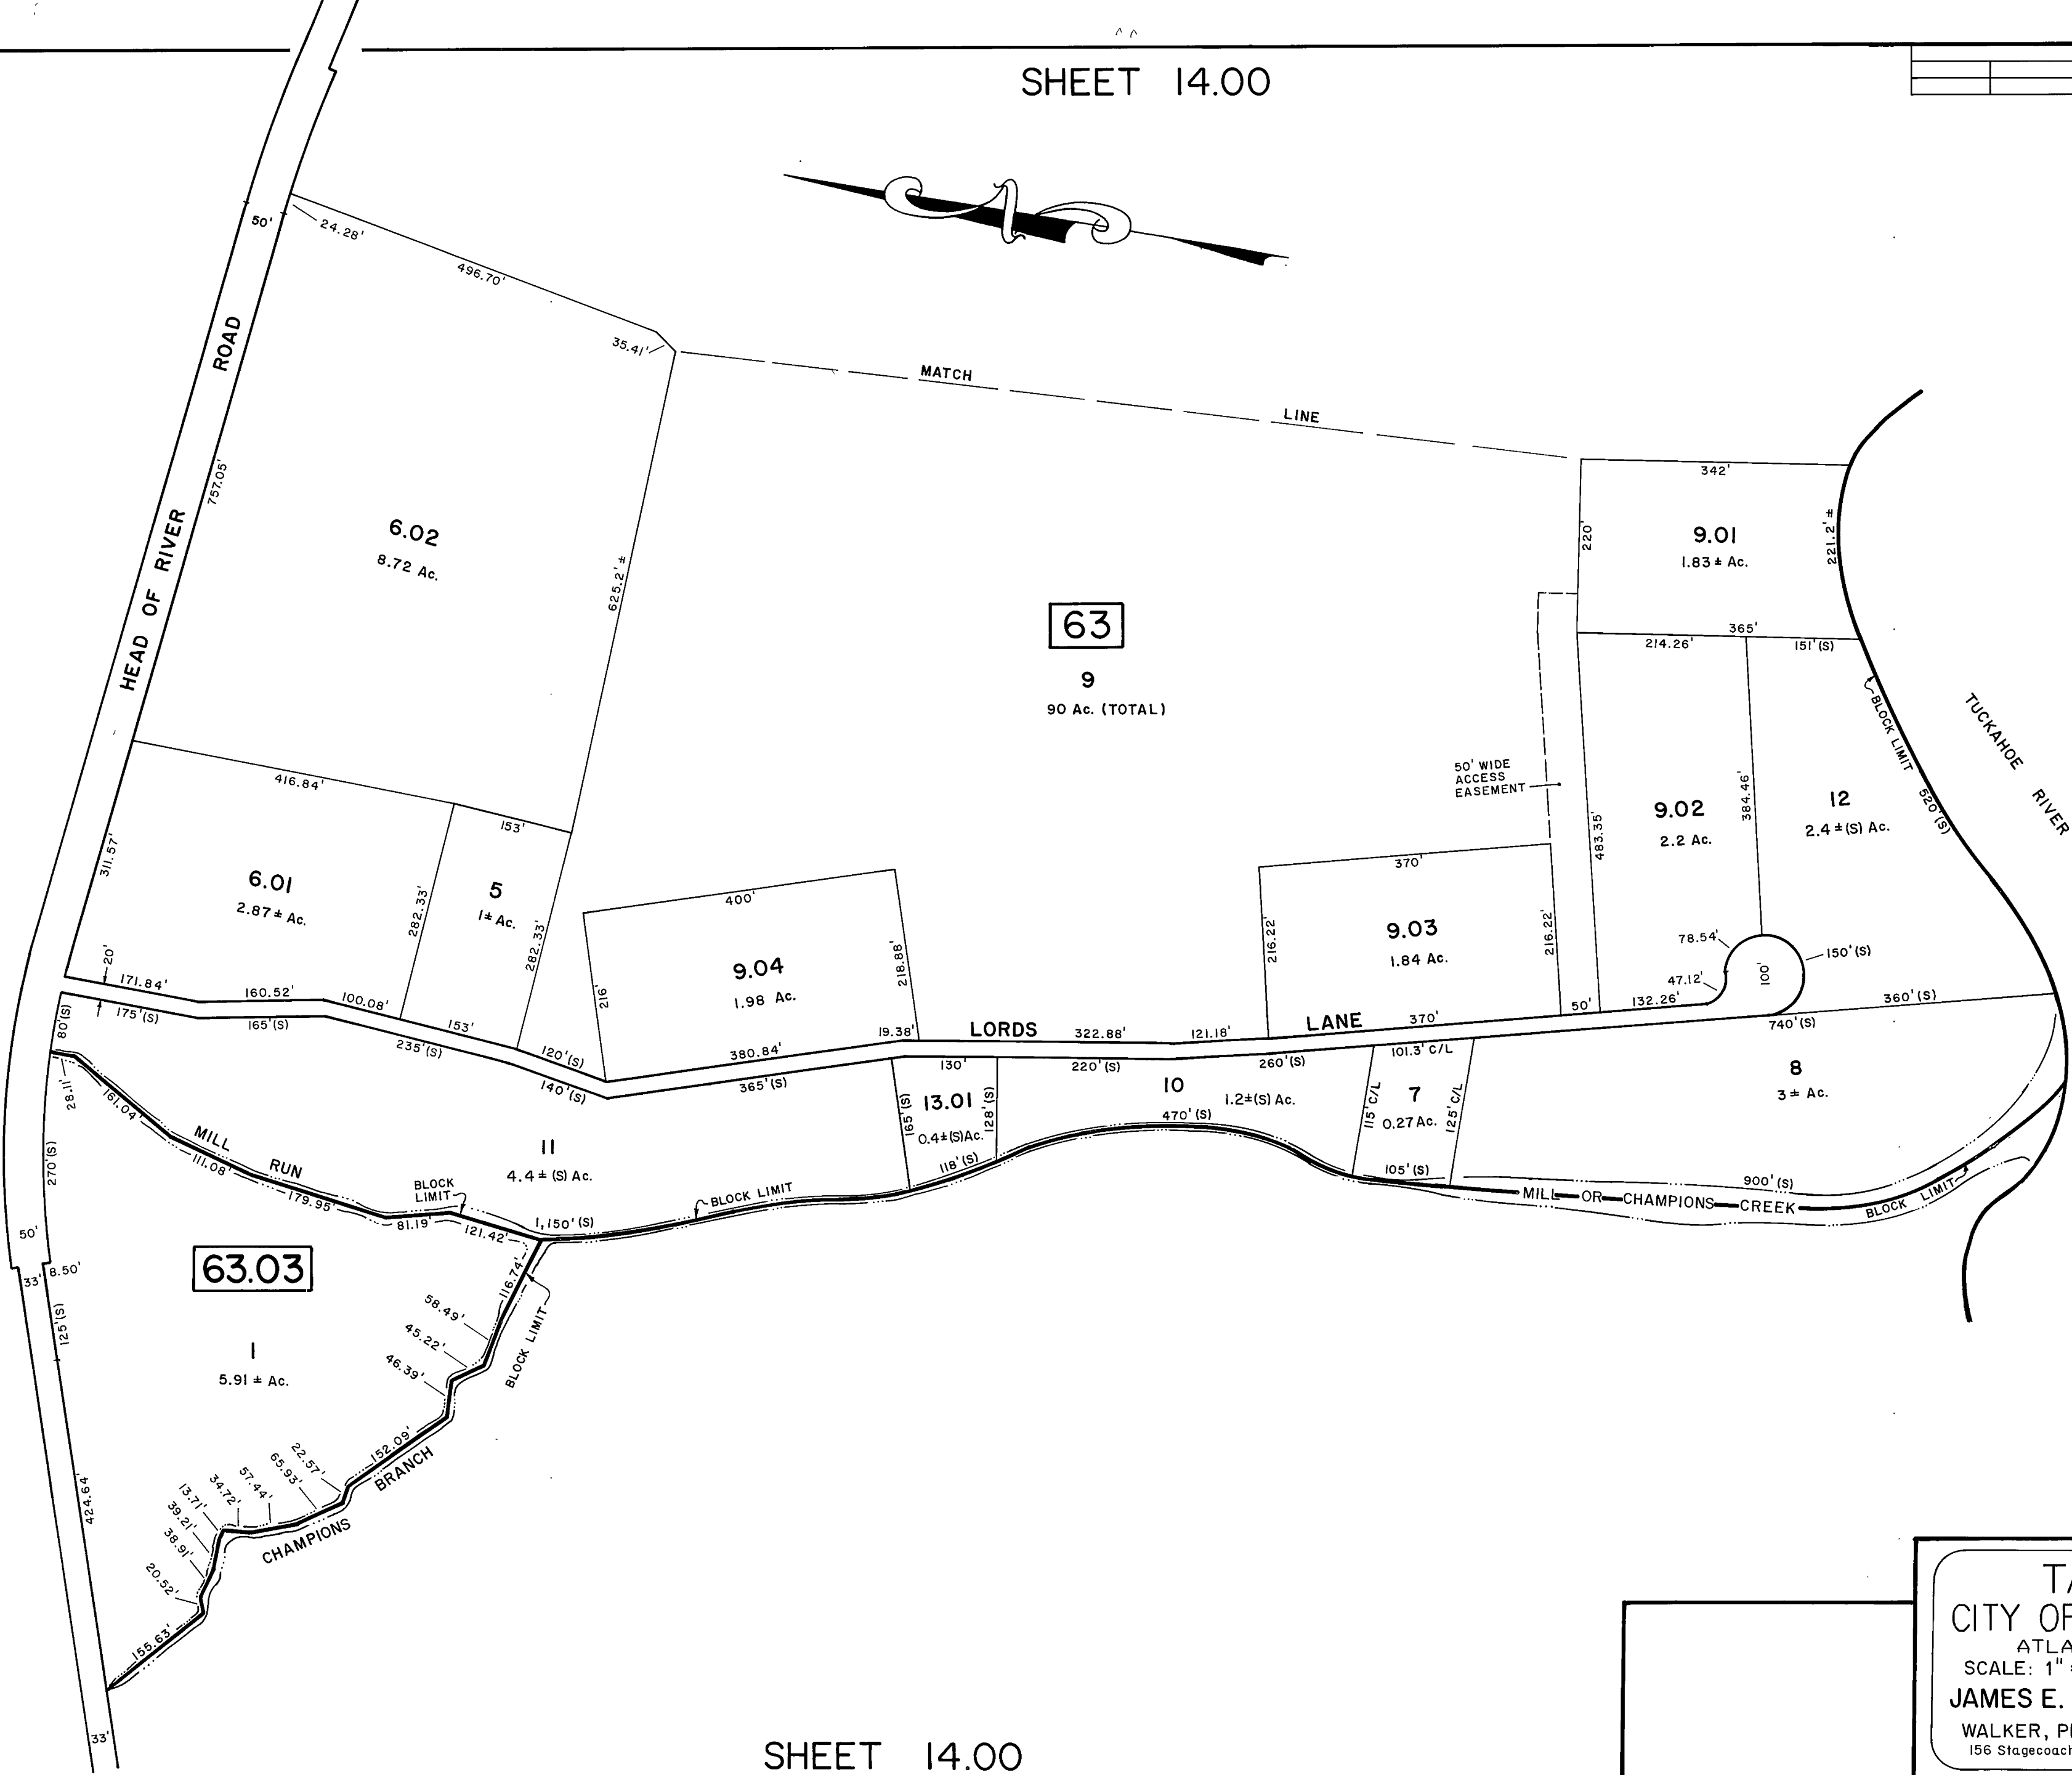 SHEET 14.00
50'
24.28'
496.70'
35.41'
MATCH
LINE
HEAD OF RIVER ROAD
757.05'
6.02
8.72 Ac.
625.2' ±
342'
220'
9.01
1.83 ± Ac.
221.2' ±
63
9
90 Ac. (TOTAL)
365'
214.26'
151' (S)
BLOCK LIMIT
520' (S)
TUCKAHOE RIVER
50' WIDE
ACCESS
EASEMENT
483.35'
9.02
2.2 Ac.
384.46'
12
2.4 ± (S) Ac.
416.84'
153'
311.57'
6.01
2.87 ± Ac.
282.33'
5
1 ± Ac.
282.33'
400'
216'
9.04
1.98 Ac.
218.88'
370'
216.22'
9.03
1.84 Ac.
216.22'
78.54'
47.12'
100'
150' (S)
20'
171.84'
160.52'
100.08'
153'
120' (S)
380.84'
19.38'
LORDS LANE
322.88'
121.18'
370'
50'
132.26'
360' (S)
740' (S)
80' (S)
175' (S)
165' (S)
235' (S)
140' (S)
365' (S)
130'
220' (S)
260' (S)
101.3' C/L
165' (S)
13.01
0.4 ± (S) Ac.
128' (S)
118' (S)
10
1.2 ± (S) Ac.
470' (S)
115' C/L
7
0.27 Ac.
125' C/L
105' (S)
8
3 ± Ac.
900' (S)
MILL OR CHAMPIONS CREEK
BLOCK LIMIT
28.11'
161.04'
MILL RUN
111.08'
179.95
81.19'
121.42'
BLOCK
LIMIT
11
4.4 ± (S) Ac.
1,150' (S)
BLOCK LIMIT
270' (S)
50'
33'
8.50'
125' (S)
63.03
1
5.91 ± Ac.
116.74'
BLOCK LIMIT
58.49'
45.22'
46.39'
152.09'
CHAMPIONS BRANCH
22.57'
65.93'
57.44'
34.72'
13.71'
39.21'
38.91'
20.52'
155.63'
424.64'
33'
SHEET 14.00
CITY OF
SCALE: 1"
JAMES E.
WALKER,
156 Stagecoach